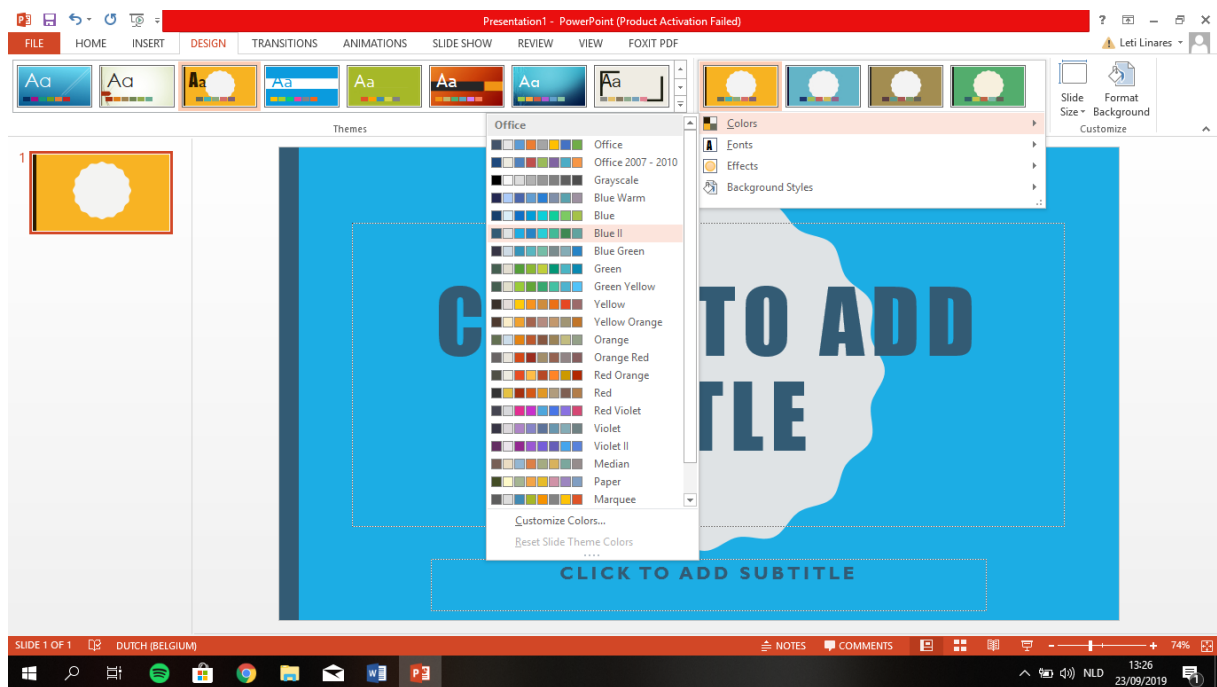 Presentation1 - PowerPoint (Product Activation Failed)
FILE HOME INSERT DESIGN TRANSITIONS ANIMATIONS SLIDE SHOW REVIEW VIEW FOXIT PDF Leti Linares
Aa Aa Aa Aa Aa Aa Aa Aa
Slide Size Format Background
Themes Customize
Office
Office
Office 2007 - 2010
Grayscale
Blue Warm
Blue
Blue II
Blue Green
Green
Green Yellow
Yellow
Yellow Orange
Orange
Orange Red
Red Orange
Red
Red Violet
Violet
Violet II
Median
Paper
Marquee
Customize Colors...
Reset Slide Theme Colors
Colors
Fonts
Effects
Background Styles
1
C TO ADD
TLE
CLICK TO ADD SUBTITLE
SLIDE 1 OF 1 DUTCH (BELGIUM) NOTES COMMENTS 74%
NLD 13:26
23/09/2019
1